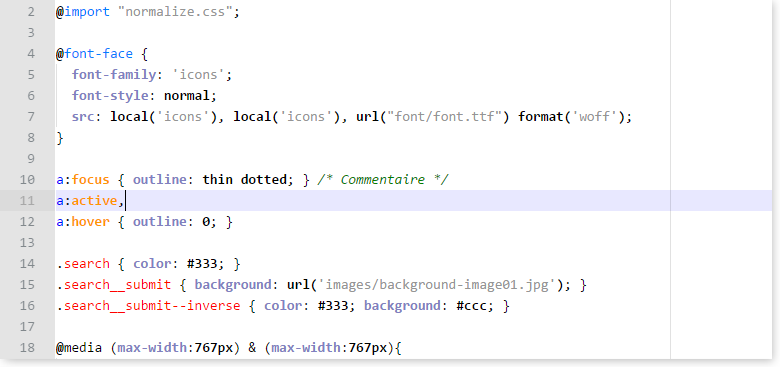 2 @import "normalize.css";
3
4 @font-face {
5 font-family: 'icons';
6 font-style: normal;
7 src: local('icons'), local('icons'), url("font/font.ttf") format('woff');
8 }
9
10 a:focus { outline: thin dotted; } /* Commentaire */
11 a:active,
12 a:hover { outline: 0; }
13
14 .search { color: #333; }
15 .search__submit { background: url('images/background-image01.jpg'); }
16 .search__submit--inverse { color: #333; background: #ccc; }
17
18 @media (max-width:767px) & (max-width:767px){